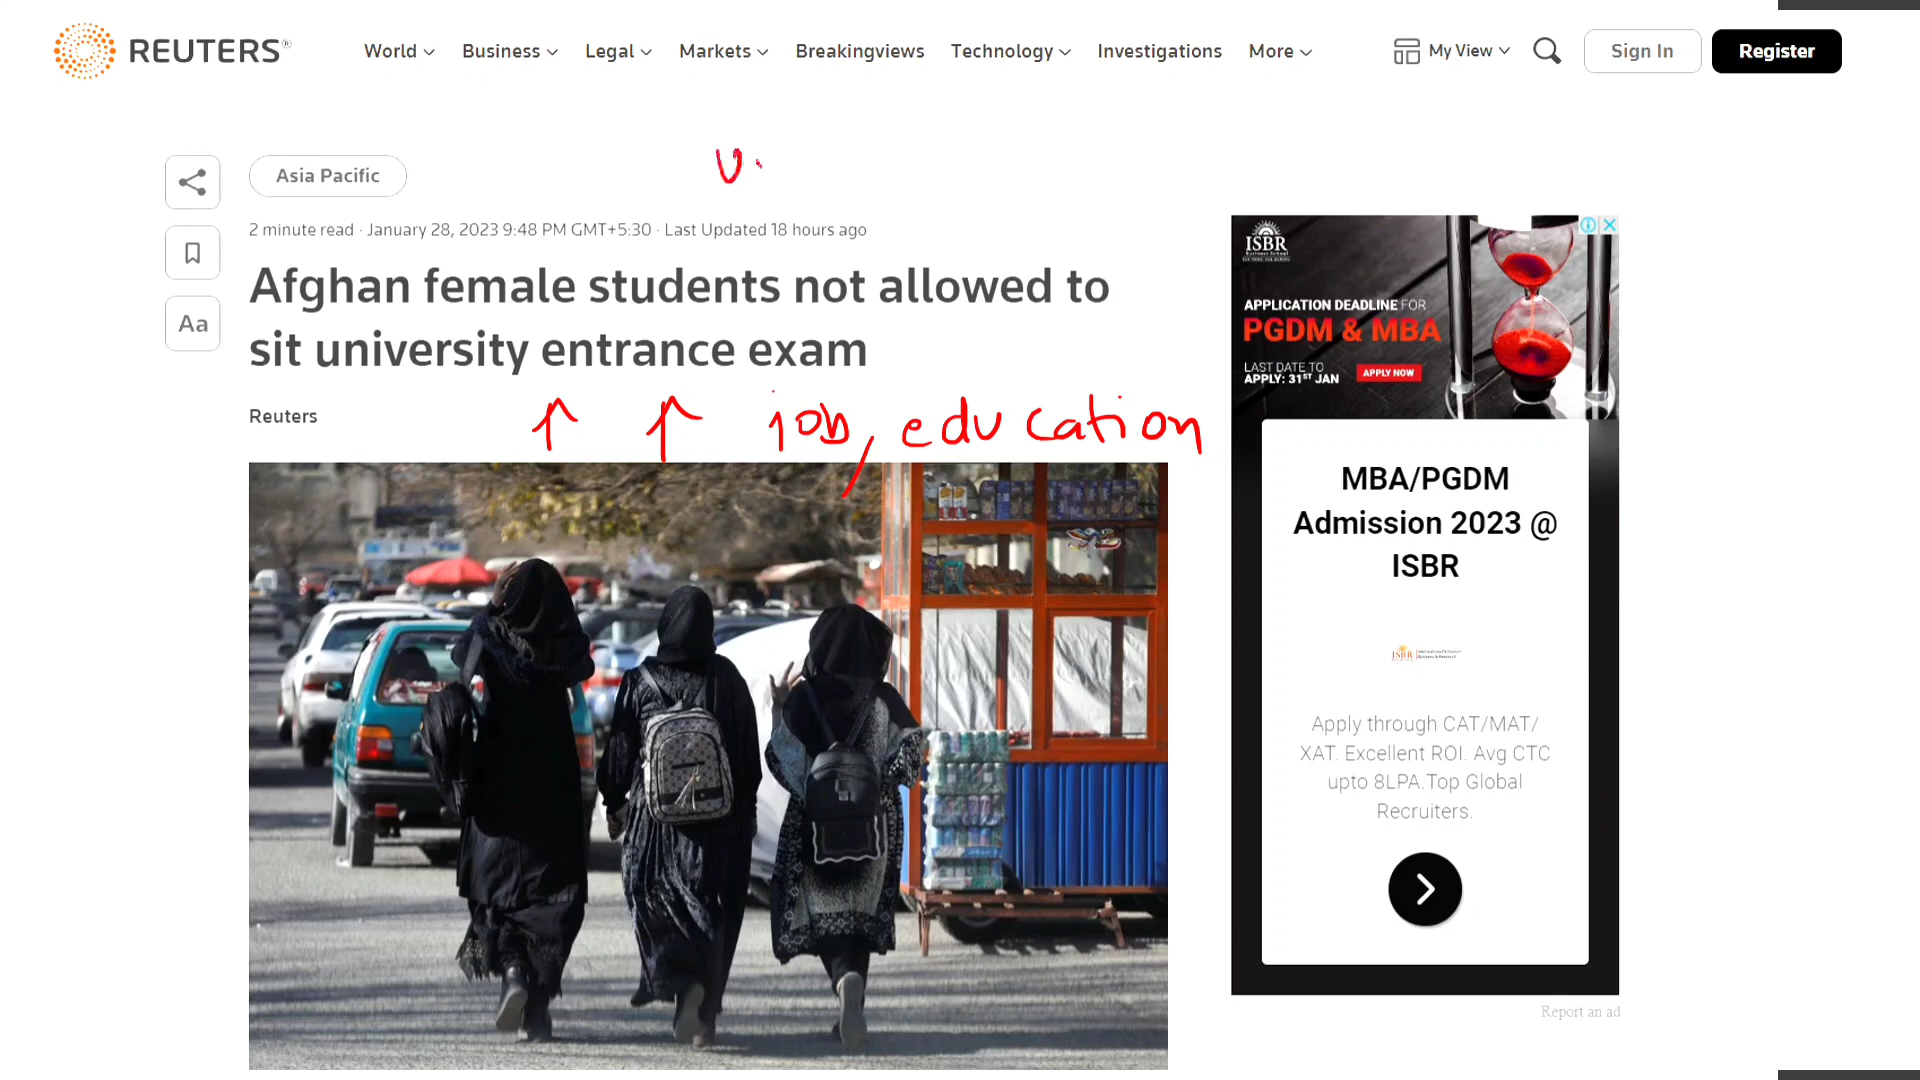 REUTERS®
World Business Legal Markets Breakingviews Technology Investigations More My View Sign In Register
Asia Pacific
2 minute read · January 28, 2023 9:48 PM GMT+5:30 · Last Updated 18 hours ago
Afghan female students not allowed to
sit university entrance exam
Aa
Reuters
job, education
ISBR
Business School
APPLICATION DEADLINE FOR
PGDM & MBA
LAST DATE TO
APPLY: 31ST JAN
APPLY NOW
MBA/PGDM
Admission 2023 @
ISBR
ISBR
Apply through CAT/MAT/
XAT. Excellent ROI. Avg CTC
upto 8LPA.Top Global
Recruiters.
Report an ad